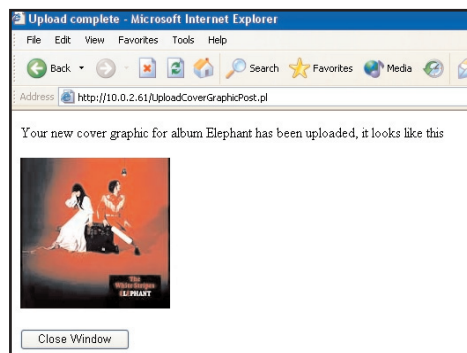 Upload complete - Microsoft Internet Explorer
File Edit View Favorites Tools Help
Back Search Favorites Media
Address http://10.0.2.61/UploadCoverGraphicPost.pl
Your new cover graphic for album Elephant has been uploaded, it looks like this
The
White Stripes
ELEPHANT
Close Window